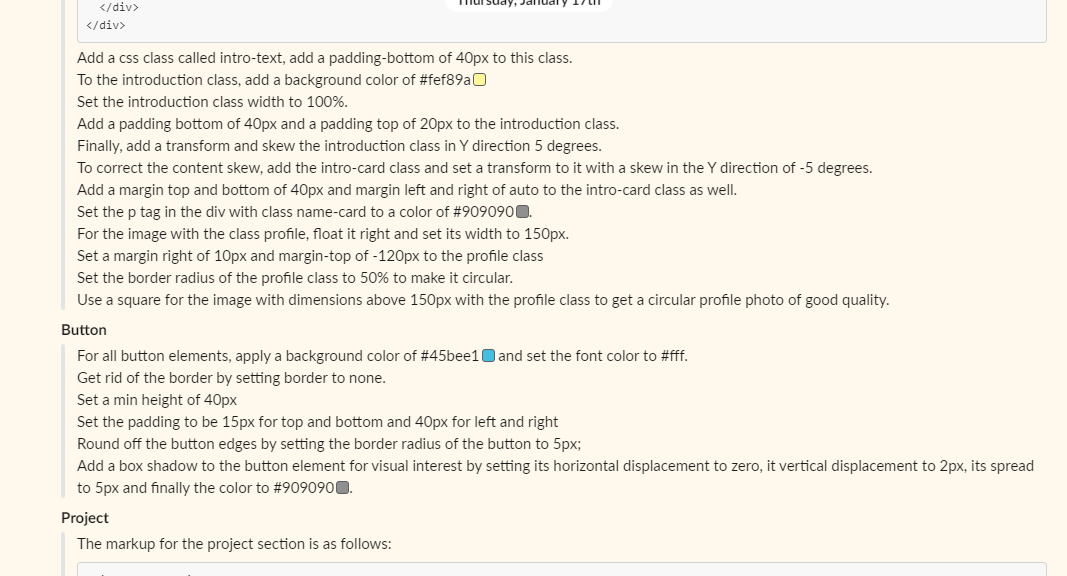 </div>
Thursday, January 17th
</div>
Add a css class called intro-text, add a padding-bottom of 40px to this class.
To the introduction class, add a background color of #fef89a
Set the introduction class width to 100%.
Add a padding bottom of 40px and a padding top of 20px to the introduction class.
Finally, add a transform and skew the introduction class in Y direction 5 degrees.
To correct the content skew, add the intro-card class and set a transform to it with a skew in the Y direction of -5 degrees.
Add a margin top and bottom of 40px and margin left and right of auto to the intro-card class as well.
Set the p tag in the div with class name-card to a color of #909090.
For the image with the class profile, float it right and set its width to 150px.
Set a margin right of 10px and margin-top of -120px to the profile class
Set the border radius of the profile class to 50% to make it circular.
Use a square for the image with dimensions above 150px with the profile class to get a circular profile photo of good quality.
Button
For all button elements, apply a background color of #45bee1 and set the font color to #fff.
Get rid of the border by setting border to none.
Set a min height of 40px
Set the padding to be 15px for top and bottom and 40px for left and right
Round off the button edges by setting the border radius of the button to 5px;
Add a box shadow to the button element for visual interest by setting its horizontal displacement to zero, it vertical displacement to 2px, its spread
to 5px and finally the color to #909090.
Project
The markup for the project section is as follows: